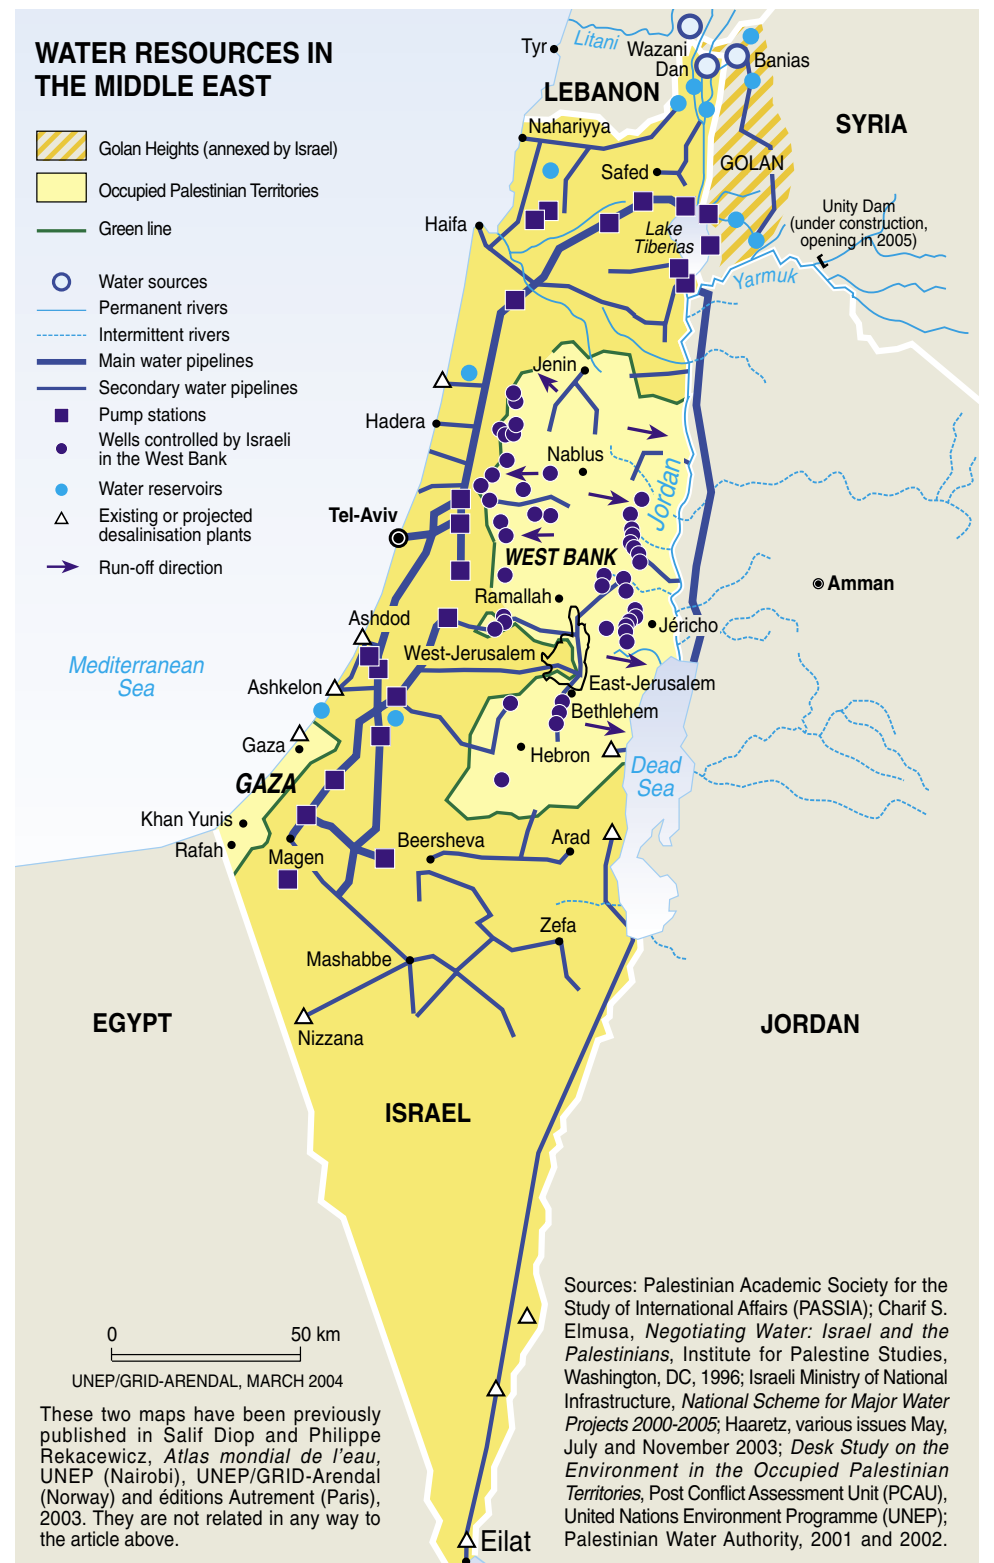 WATER RESOURCES IN
THE MIDDLE EAST
Golan Heights (annexed by Israel)
Occupied Palestinian Territories
Green line
Water sources
Permanent rivers
Intermittent rivers
Main water pipelines
Secondary water pipelines
Pump stations
Wells controlled by Israeli
in the West Bank
Water reservoirs
Existing or projected
desalinisation plants
Run-off direction
Tyr
Litani
Wazani
Dan
Banias
LEBANON
SYRIA
Nahariyya
Safed
GOLAN
Haifa
Lake
Tiberias
Unity Dam
(under construction,
opening in 2005)
Yarmuk
Jenin
Hadera
Nablus
Jordan
Tel-Aviv
WEST BANK
Amman
Ramallah
Ashdod
Jéricho
West-Jerusalem
Mediterranean
Sea
Ashkelon
East-Jerusalem
Bethlehem
Gaza
Hebron
Dead
Sea
GAZA
Khan Yunis
Rafah
Magen
Beersheva
Arad
Zefa
Mashabbe
EGYPT
Nizzana
JORDAN
ISRAEL
0 50 km
UNEP/GRID-ARENDAL, MARCH 2004
These two maps have been previously
published in Salif Diop and Philippe
Rekacewicz, Atlas mondial de l'eau,
UNEP (Nairobi), UNEP/GRID-Arendal
(Norway) and éditions Autrement (Paris),
2003. They are not related in any way to
the article above.
Sources: Palestinian Academic Society for the
Study of International Affairs (PASSIA); Charif S.
Elmusa, Negotiating Water: Israel and the
Palestinians, Institute for Palestine Studies,
Washington, DC, 1996; Israeli Ministry of National
Infrastructure, National Scheme for Major Water
Projects 2000-2005; Haaretz, various issues May,
July and November 2003; Desk Study on the
Environment in the Occupied Palestinian
Territories, Post Conflict Assessment Unit (PCAU),
United Nations Environment Programme (UNEP);
Palestinian Water Authority, 2001 and 2002.
Eilat